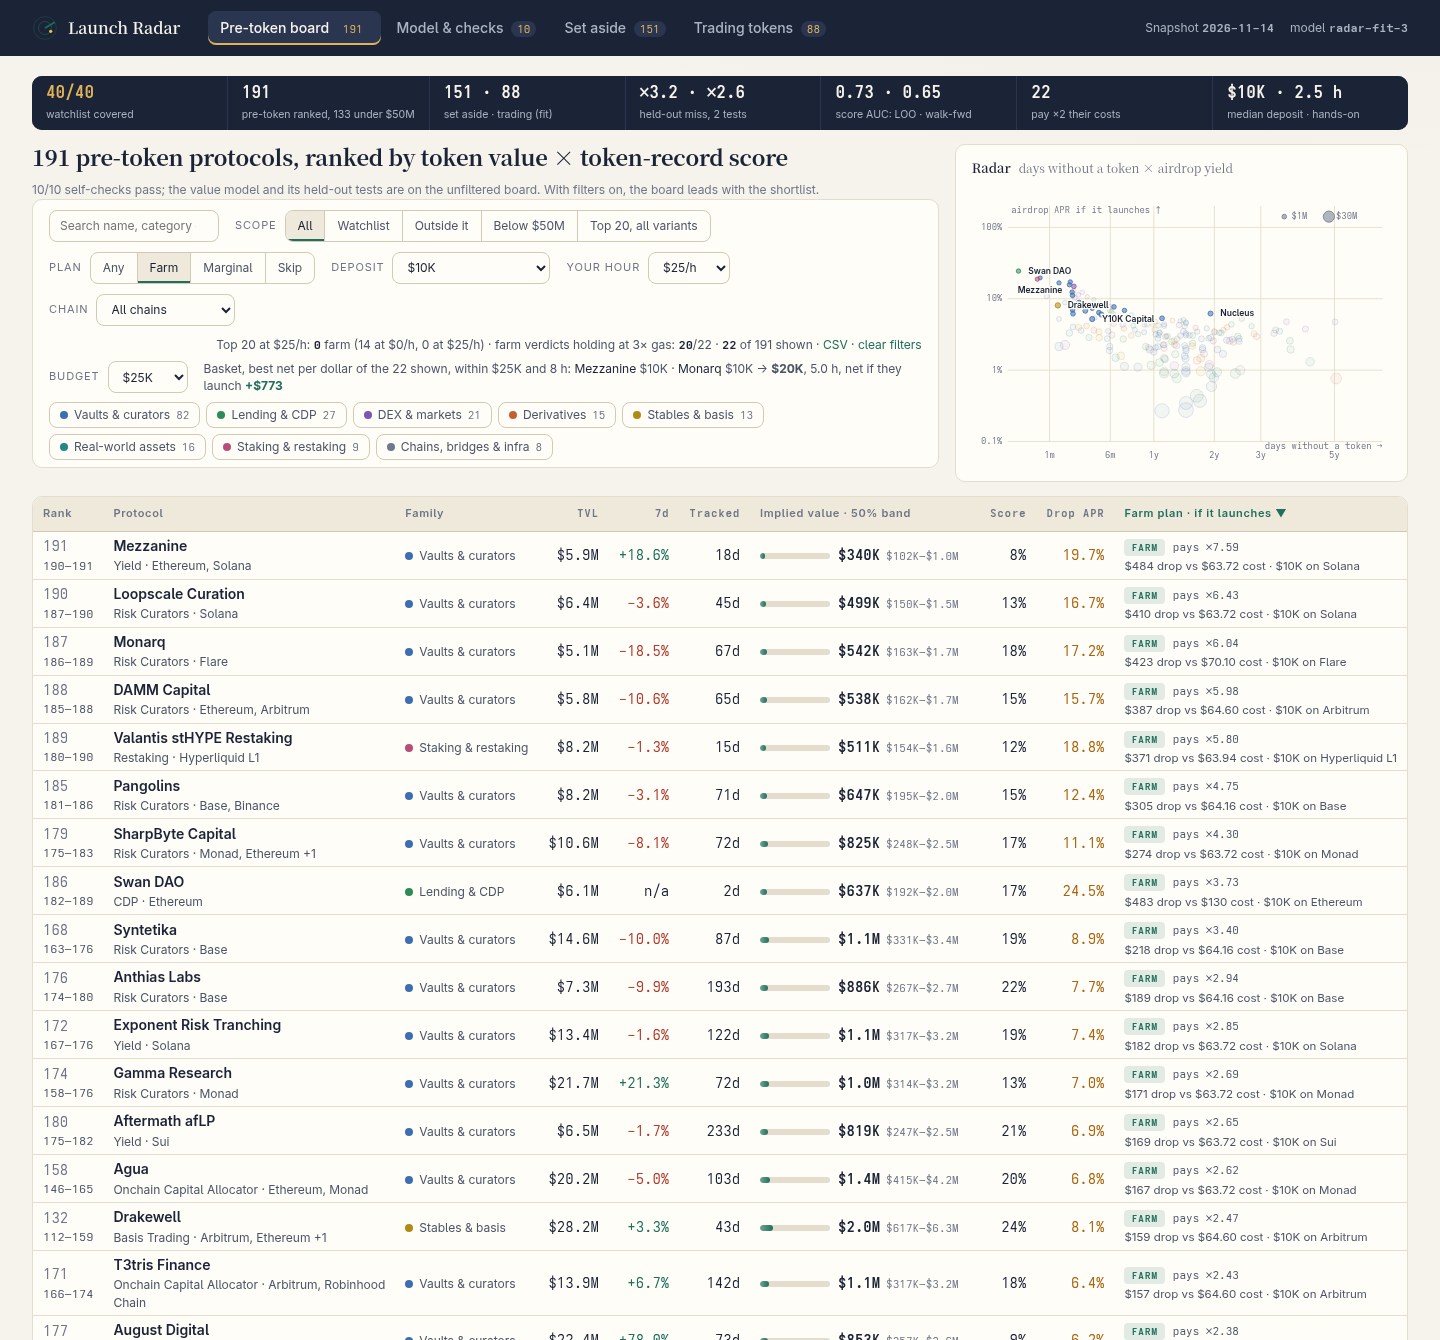 Launch Radar
Pre-token board 191
Model & checks 10
Set aside 151
Trading tokens 88
Snapshot 2026-11-14 model radar-fit-3
40/40
watchlist covered
191
pre-token ranked, 133 under $50M
151 · 88
set aside · trading (fit)
×3.2 · ×2.6
held-out miss, 2 tests
0.73 · 0.65
score AUC: LOO · walk-fwd
22
pay ×2 their costs
$10K · 2.5 h
median deposit · hands-on
191 pre-token protocols, ranked by token value × token-record score
10/10 self-checks pass; the value model and its held-out tests are on the unfiltered board. With filters on, the board leads with the shortlist.
Search name, category SCOPE All Watchlist Outside it Below $50M Top 20, all variants
PLAN Any Farm Marginal Skip DEPOSIT $10K YOUR HOUR $25/h
CHAIN All chains
Top 20 at $25/h: 0 farm (14 at $0/h, 0 at $25/h) · farm verdicts holding at 3× gas: 20/22 · 22 of 191 shown · CSV · clear filters
BUDGET $25K
Basket, best net per dollar of the 22 shown, within $25K and 8 h: Mezzanine $10K · Monarq $10K → $20K, 5.0 h, net if they
launch +$773
Vaults & curators 82 Lending & CDP 27 DEX & markets 21 Derivatives 15 Stables & basis 13
Real-world assets 16 Staking & restaking 9 Chains, bridges & infra 8
Radar days without a token × airdrop yield
airdrop APR if it launches ↑
$1M $30M
100%
10%
1%
0.1%
Swan DAO
Mezzanine
Drakewell
Y10K Capital
Nucleus
days without a token →
1m 6m 1y 2y 3y 5y
Rank Protocol Family TVL 7d Tracked Implied value · 50% band Score Drop APR Farm plan · if it launches ▼
191 Mezzanine Vaults & curators $5.9M +18.6% 18d $340K $102K–$1.0M 8% 19.7% FARM pays ×7.59
190–191 Yield · Ethereum, Solana $484 drop vs $63.72 cost · $10K on Solana
190 Loopscale Curation Vaults & curators $6.4M −3.6% 45d $499K $150K–$1.5M 13% 16.7% FARM pays ×6.43
187–190 Risk Curators · Solana $410 drop vs $63.72 cost · $10K on Solana
187 Monarq Vaults & curators $5.1M −18.5% 67d $542K $163K–$1.7M 18% 17.2% FARM pays ×6.04
186–189 Risk Curators · Flare $423 drop vs $70.10 cost · $10K on Flare
188 DAMM Capital Vaults & curators $5.8M −10.6% 65d $538K $162K–$1.7M 15% 15.7% FARM pays ×5.98
185–188 Risk Curators · Ethereum, Arbitrum $387 drop vs $64.60 cost · $10K on Arbitrum
189 Valantis stHYPE Restaking Staking & restaking $8.2M −1.3% 15d $511K $154K–$1.6M 12% 18.8% FARM pays ×5.80
180–190 Restaking · Hyperliquid L1 $371 drop vs $63.94 cost · $10K on Hyperliquid L1
185 Pangolins Vaults & curators $8.2M −3.1% 71d $647K $195K–$2.0M 15% 12.4% FARM pays ×4.75
181–186 Risk Curators · Base, Binance $305 drop vs $64.16 cost · $10K on Base
179 SharpByte Capital Vaults & curators $10.6M −8.1% 72d $825K $248K–$2.5M 17% 11.1% FARM pays ×4.30
175–183 Risk Curators · Monad, Ethereum +1 $274 drop vs $63.72 cost · $10K on Monad
186 Swan DAO Lending & CDP $6.1M n/a 2d $637K $192K–$2.0M 17% 24.5% FARM pays ×3.73
182–189 CDP · Ethereum $483 drop vs $130 cost · $10K on Ethereum
168 Syntetika Vaults & curators $14.6M −10.0% 87d $1.1M $331K–$3.4M 19% 8.9% FARM pays ×3.40
163–176 Risk Curators · Base $218 drop vs $64.16 cost · $10K on Base
176 Anthias Labs Vaults & curators $7.3M −9.9% 193d $886K $267K–$2.7M 22% 7.7% FARM pays ×2.94
174–180 Risk Curators · Base $189 drop vs $64.16 cost · $10K on Base
172 Exponent Risk Tranching Vaults & curators $13.4M −1.6% 122d $1.1M $317K–$3.2M 19% 7.4% FARM pays ×2.85
167–176 Yield · Solana $182 drop vs $63.72 cost · $10K on Solana
174 Gamma Research Vaults & curators $21.7M +21.3% 72d $1.0M $314K–$3.2M 13% 7.0% FARM pays ×2.69
158–176 Risk Curators · Monad $171 drop vs $63.72 cost · $10K on Monad
180 Aftermath afLP Vaults & curators $6.5M −1.7% 233d $819K $247K–$2.5M 21% 6.9% FARM pays ×2.65
175–182 Yield · Sui $169 drop vs $63.72 cost · $10K on Sui
158 Agua Vaults & curators $20.2M −5.0% 103d $1.4M $415K–$4.2M 20% 6.8% FARM pays ×2.62
146–165 Onchain Capital Allocator · Ethereum, Monad $167 drop vs $63.72 cost · $10K on Monad
132 Drakewell Stables & basis $28.2M +3.3% 43d $2.0M $617K–$6.3M 24% 8.1% FARM pays ×2.47
112–159 Basis Trading · Arbitrum, Ethereum +1 $159 drop vs $64.60 cost · $10K on Arbitrum
171 T3tris Finance Vaults & curators $13.9M +6.7% 142d $1.1M $317K–$3.2M 18% 6.4% FARM pays ×2.43
166–174 Onchain Capital Allocator · Arbitrum, Robinhood Chain $157 drop vs $64.60 cost · $10K on Arbitrum
177 August Digital FARM pays ×2.38